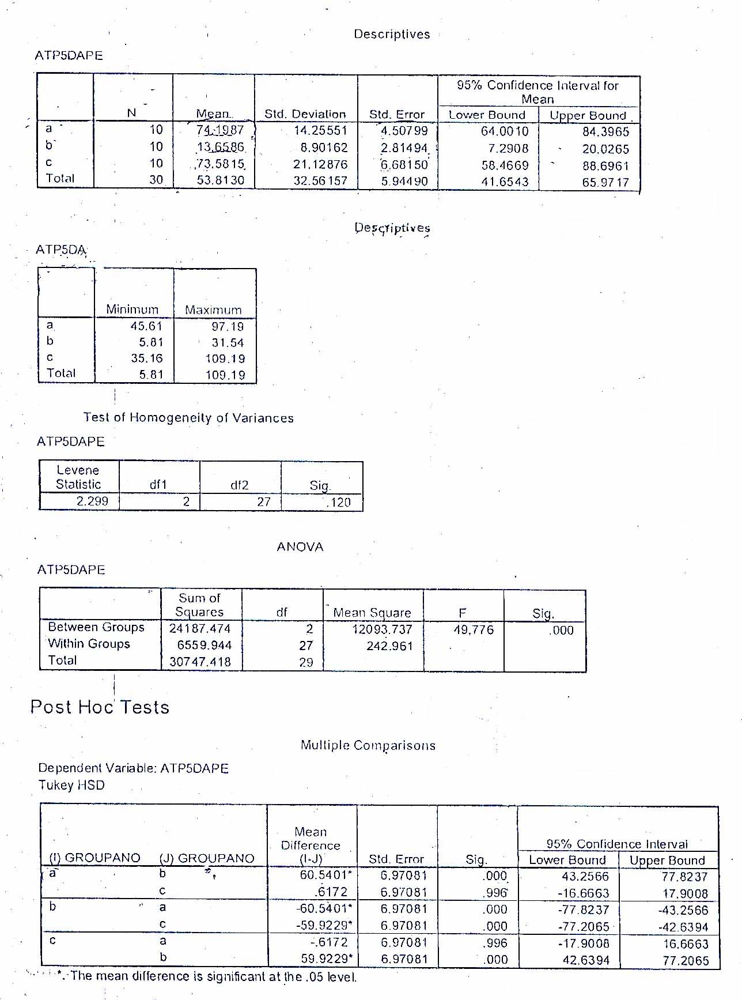 Descriptives
ATP5DAPE
95% Confidence Interval for
Mean
N Mean Std. Deviation Std. Error Lower Bound Upper Bound
a 10 74.1987 14.25551 4.50799 64.0010 84.3965
b 10 13.6586 8.90162 2.81494 7.2908 20.0265
c 10 73.5815 21.12876 6.68150 58.4669 88.6961
Total 30 53.8130 32.56157 5.94490 41.6543 65.9717
Descriptives
ATP5DA
Minimum Maximum
a 45.61 97.19
b 5.81 31.54
c 35.16 109.19
Total 5.81 109.19
Test of Homogeneity of Variances
ATP5DAPE
Levene
Statistic df1 df2 Sig.
2.299 2 27 .120
ANOVA
ATP5DAPE
Sum of
Squares df Mean Square F Sig.
Between Groups 24187.474 2 12093.737 49,776 .000
Within Groups 6559.944 27 242.961
Total 30747.418 29
Post Hoc Tests
Multiple Comparisons
Dependent Variable: ATP5DAPE
Tukey HSD
Mean
Difference 95% Confidence Interval
(I) GROUPANO (J) GROUPANO (I-J) Std. Error Sig. Lower Bound Upper Bound
a b 60.5401* 6.97081 .000 43.2566 77.8237
c .6172 6.97081 .996 -16.6663 17.9008
b a -60.5401* 6.97081 .000 -77.8237 -43.2566
c -59.9229* 6.97081 .000 -77.2065 -42.6394
c a -.6172 6.97081 .996 -17.9008 16.6663
b 59.9229* 6.97081 .000 42.6394 77.2065
*. The mean difference is significant at the .05 level.